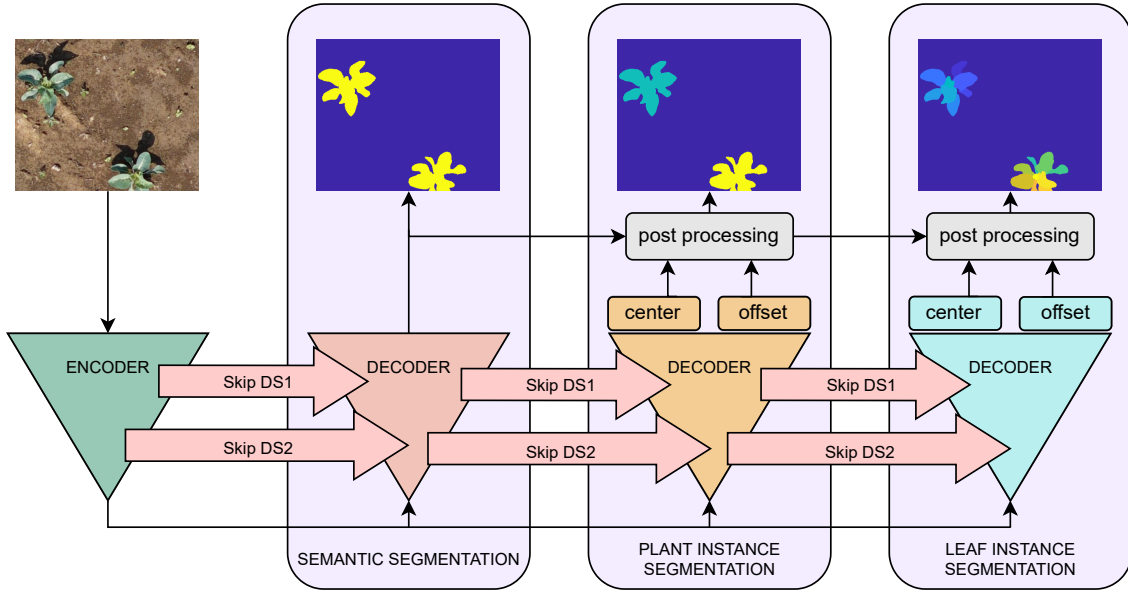 post processing
post processing
center
offset
center
offset
ENCODER
DECODER
DECODER
DECODER
Skip DS1
Skip DS1
Skip DS1
Skip DS2
Skip DS2
Skip DS2
SEMANTIC SEGMENTATION
PLANT INSTANCE
SEGMENTATION
LEAF INSTANCE
SEGMENTATION